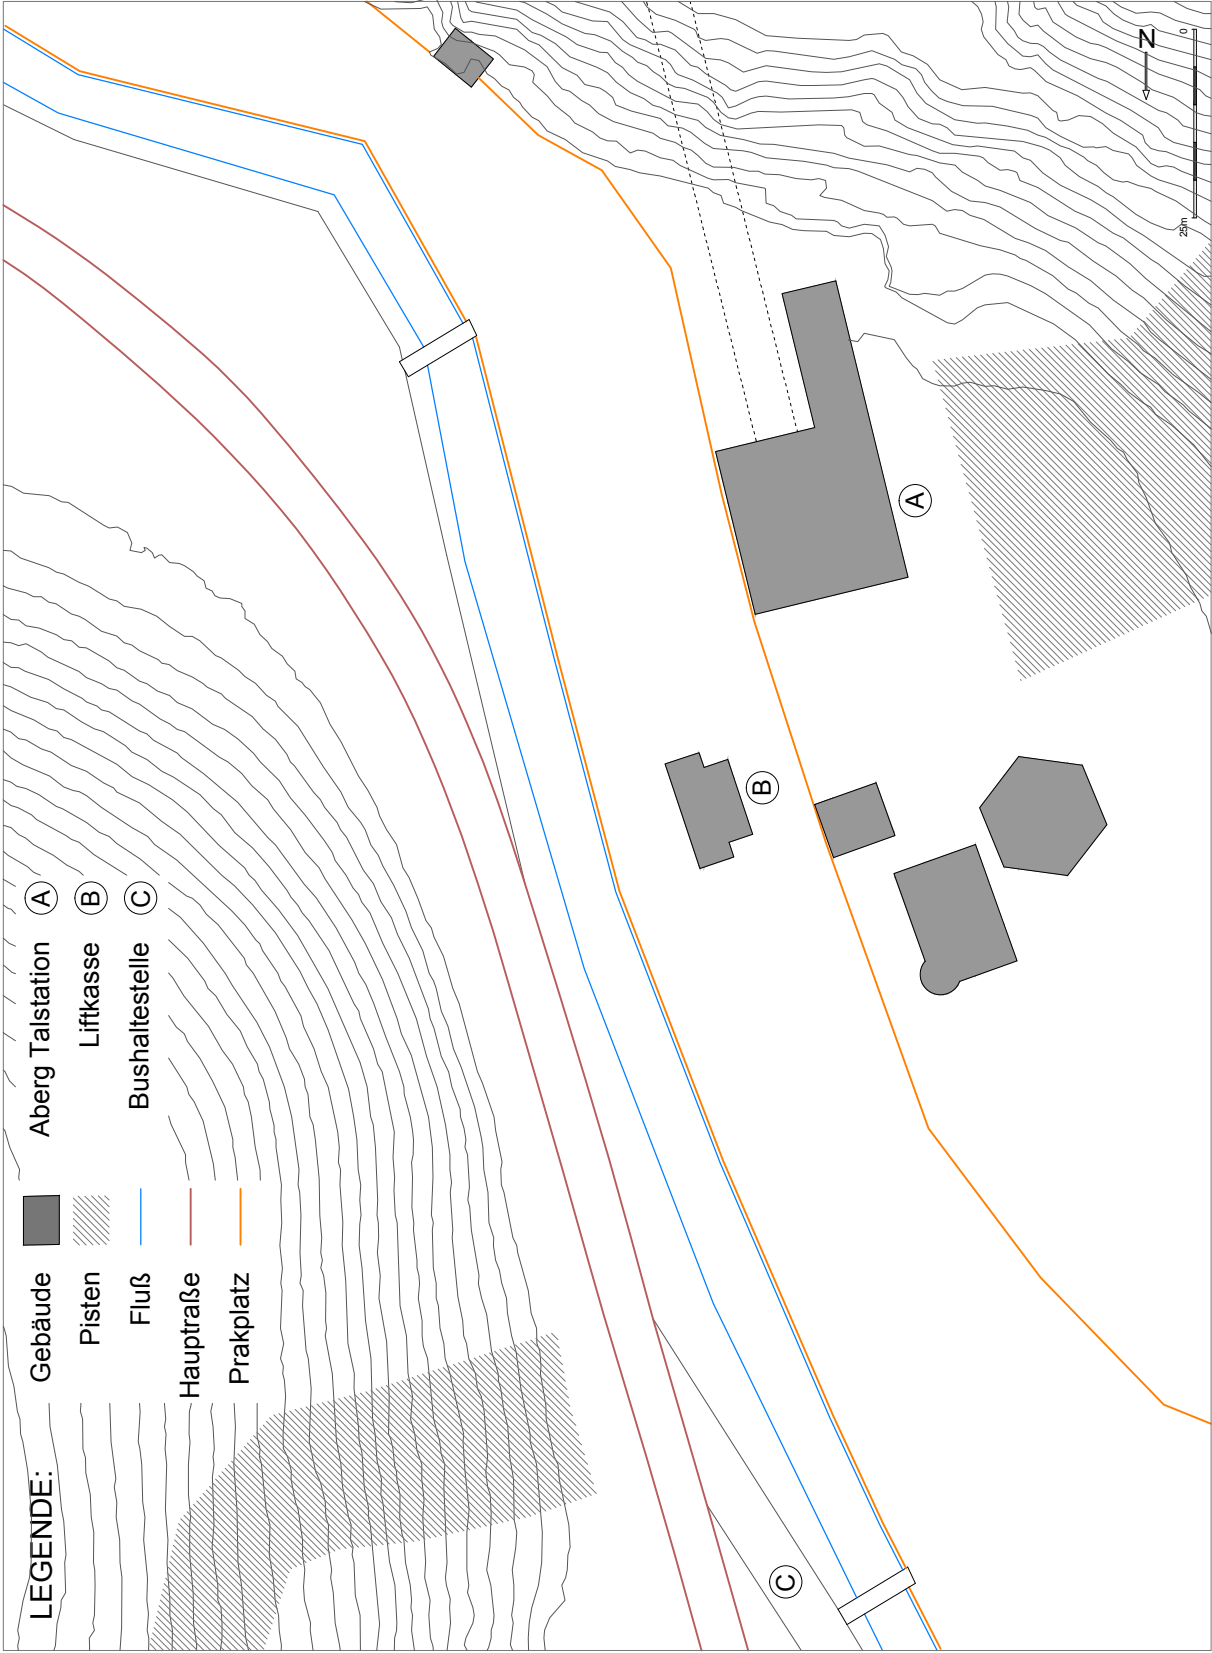 LEGENDE:
Gebäude
Pisten
Fluß
Hauptraße
Prakplatz
Aberg Talstation A
Liftkasse B
Bushaltestelle C
A
B
C
N
25m 0